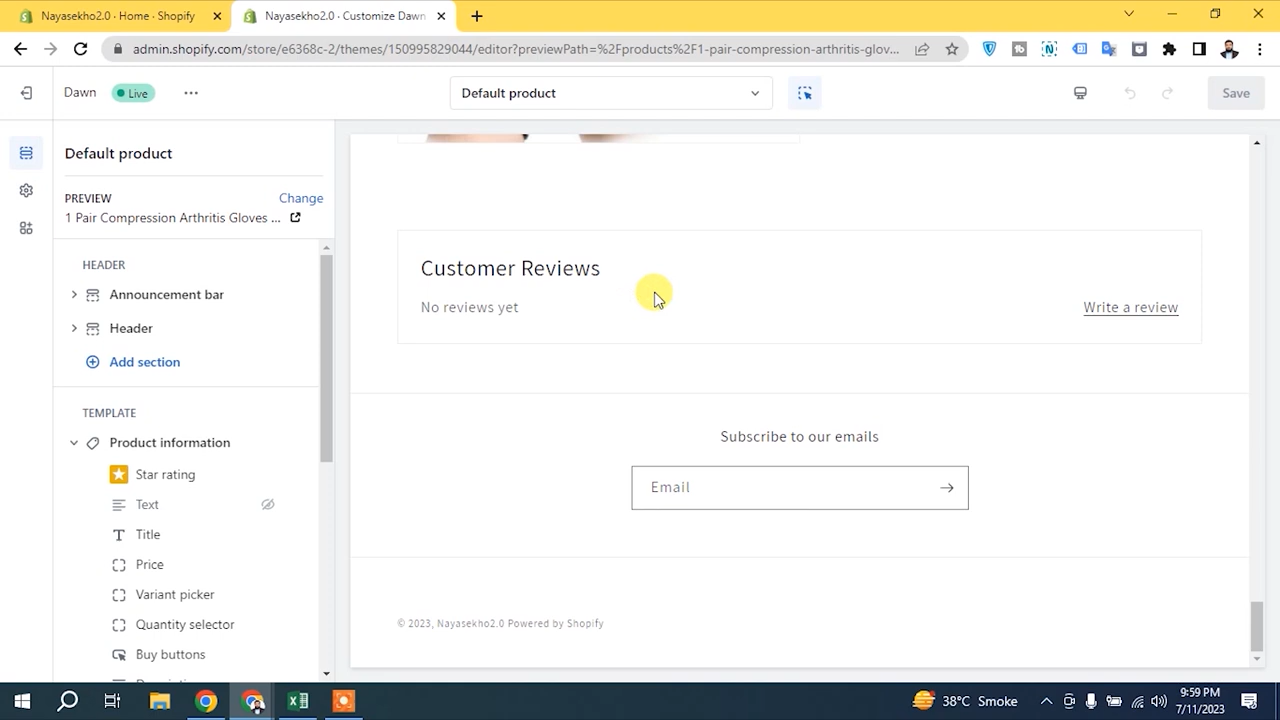 Nayasekho2.0 · Home · Shopify
Nayasekho2.0 · Customize Dawn
admin.shopify.com/store/e6368c-2/themes/150995829044/editor?previewPath=%2Fproducts%2F1-pair-compression-arthritis-glov...
Dawn
Live
Default product
Save
Default product
PREVIEW
Change
1 Pair Compression Arthritis Gloves ...
HEADER
Announcement bar
Header
Add section
TEMPLATE
Product information
Star rating
Text
Title
Price
Variant picker
Quantity selector
Buy buttons
Customer Reviews
No reviews yet
Write a review
Subscribe to our emails
Email
© 2023, Nayasekho2.0 Powered by Shopify
38°C Smoke
9:59 PM
7/11/2023